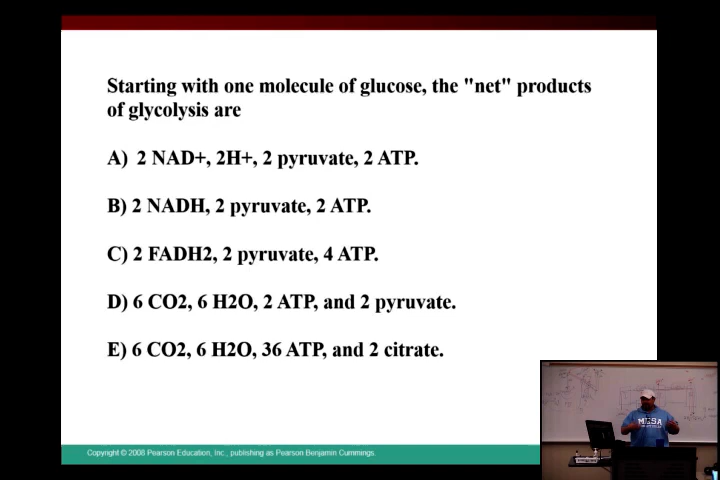 Starting with one molecule of glucose, the "net" products
of glycolysis are
A) 2 NAD+, 2H+, 2 pyruvate, 2 ATP.
B) 2 NADH, 2 pyruvate, 2 ATP.
C) 2 FADH2, 2 pyruvate, 4 ATP.
D) 6 CO2, 6 H2O, 2 ATP, and 2 pyruvate.
E) 6 CO2, 6 H2O, 36 ATP, and 2 citrate.
Copyright © 2008 Pearson Education, Inc., publishing as Pearson Benjamin Cummings.
MESA